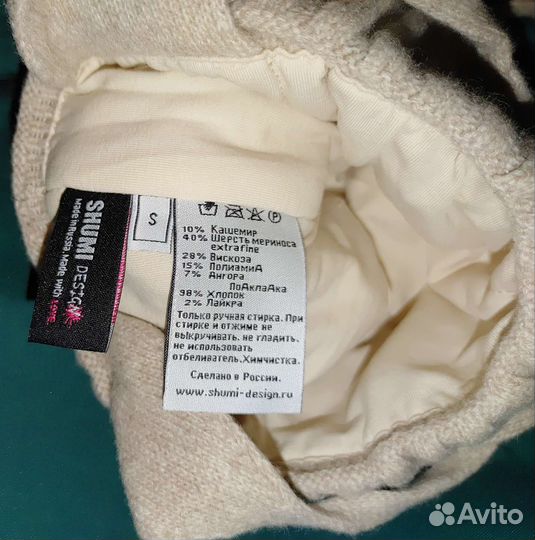 SHUMI DESIGN
Made in Russia Made with LOVE
S
10% Кашемир
40% Шерсть мериноса
extrafine
28% Вискоза
15% ПолиамиД
7% Ангора
ПоДклаДка
98% Хлопок
2% Лайкра
Только ручная стирка. При
стирке и отжиме не
выкручивать, не гладить,
не использовать
отбеливатель.Химчистка.
Сделано в России.
www.shumi-design.ru
Avito